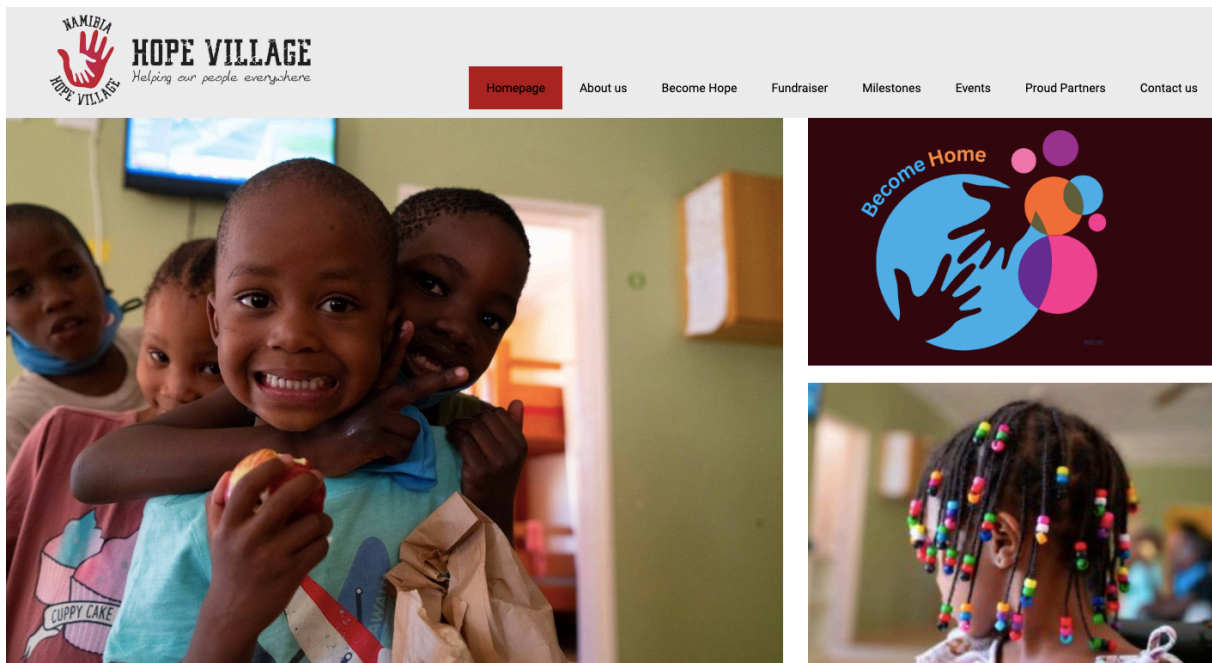 NAMIBIA
HOPE VILLAGE
HOPE VILLAGE
Helping our people everywhere
Homepage
About us
Become Hope
Fundraiser
Milestones
Events
Proud Partners
Contact us
Become Home
CUPPY CAKE